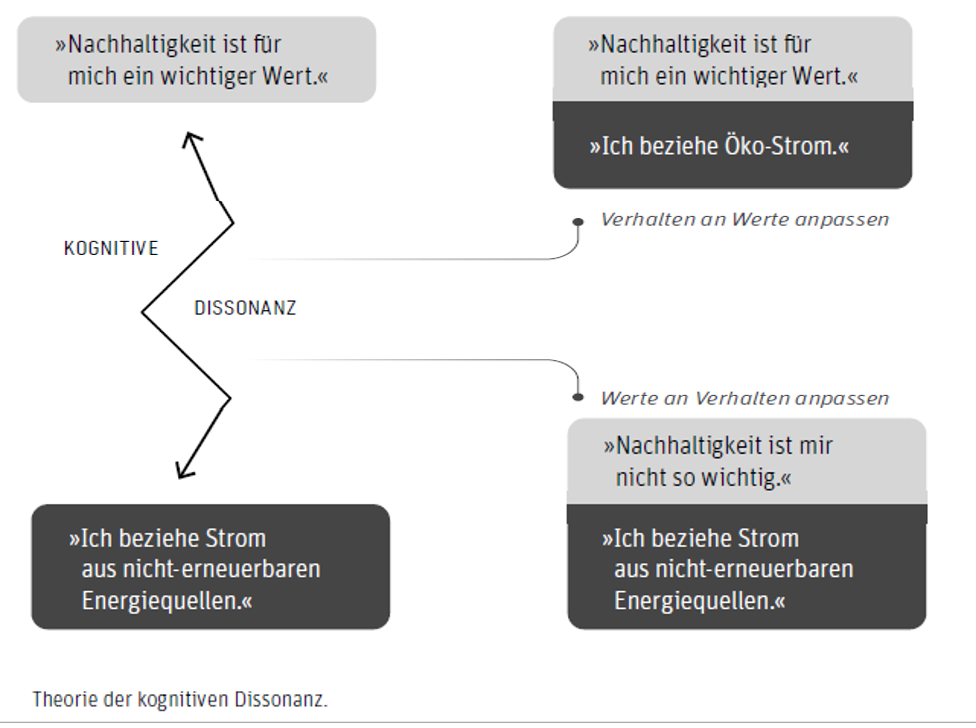 »Nachhaltigkeit ist für
mich ein wichtiger Wert.«
KOGNITIVE
DISSONANZ
»Ich beziehe Strom
aus nicht-erneuerbaren
Energiequellen.«
»Nachhaltigkeit ist für
mich ein wichtiger Wert.«
»Ich beziehe Öko-Strom.«
Verhalten an Werte anpassen
Werte an Verhalten anpassen
»Nachhaltigkeit ist mir
nicht so wichtig.«
»Ich beziehe Strom
aus nicht-erneuerbaren
Energiequellen.«
Theorie der kognitiven Dissonanz.